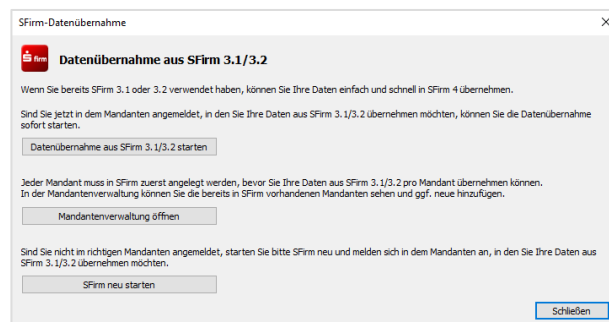 SFirm-Datenübernahme
S firm
Datenübernahme aus SFirm 3.1/3.2
Wenn Sie bereits SFirm 3.1 oder 3.2 verwendet haben, können Sie Ihre Daten einfach und schnell in SFirm 4 übernehmen.
Sind Sie jetzt in dem Mandanten angemeldet, in den Sie Ihre Daten aus SFirm 3.1/3.2 übernehmen möchten, können Sie die Datenübernahme
sofort starten.
Datenübernahme aus SFirm 3.1/3.2 starten
Jeder Mandant muss in SFirm zuerst angelegt werden, bevor Sie Ihre Daten aus SFirm 3.1/3.2 pro Mandant übernehmen können.
In der Mandantenverwaltung können Sie die bereits in SFirm vorhandenen Mandanten sehen und ggf. neue hinzufügen.
Mandantenverwaltung öffnen
Sind Sie nicht im richtigen Mandanten angemeldet, starten Sie bitte SFirm neu und melden sich in dem Mandanten an, in den Sie Ihre Daten aus
SFirm 3.1/3.2 übernehmen möchten.
SFirm neu starten
Schließen